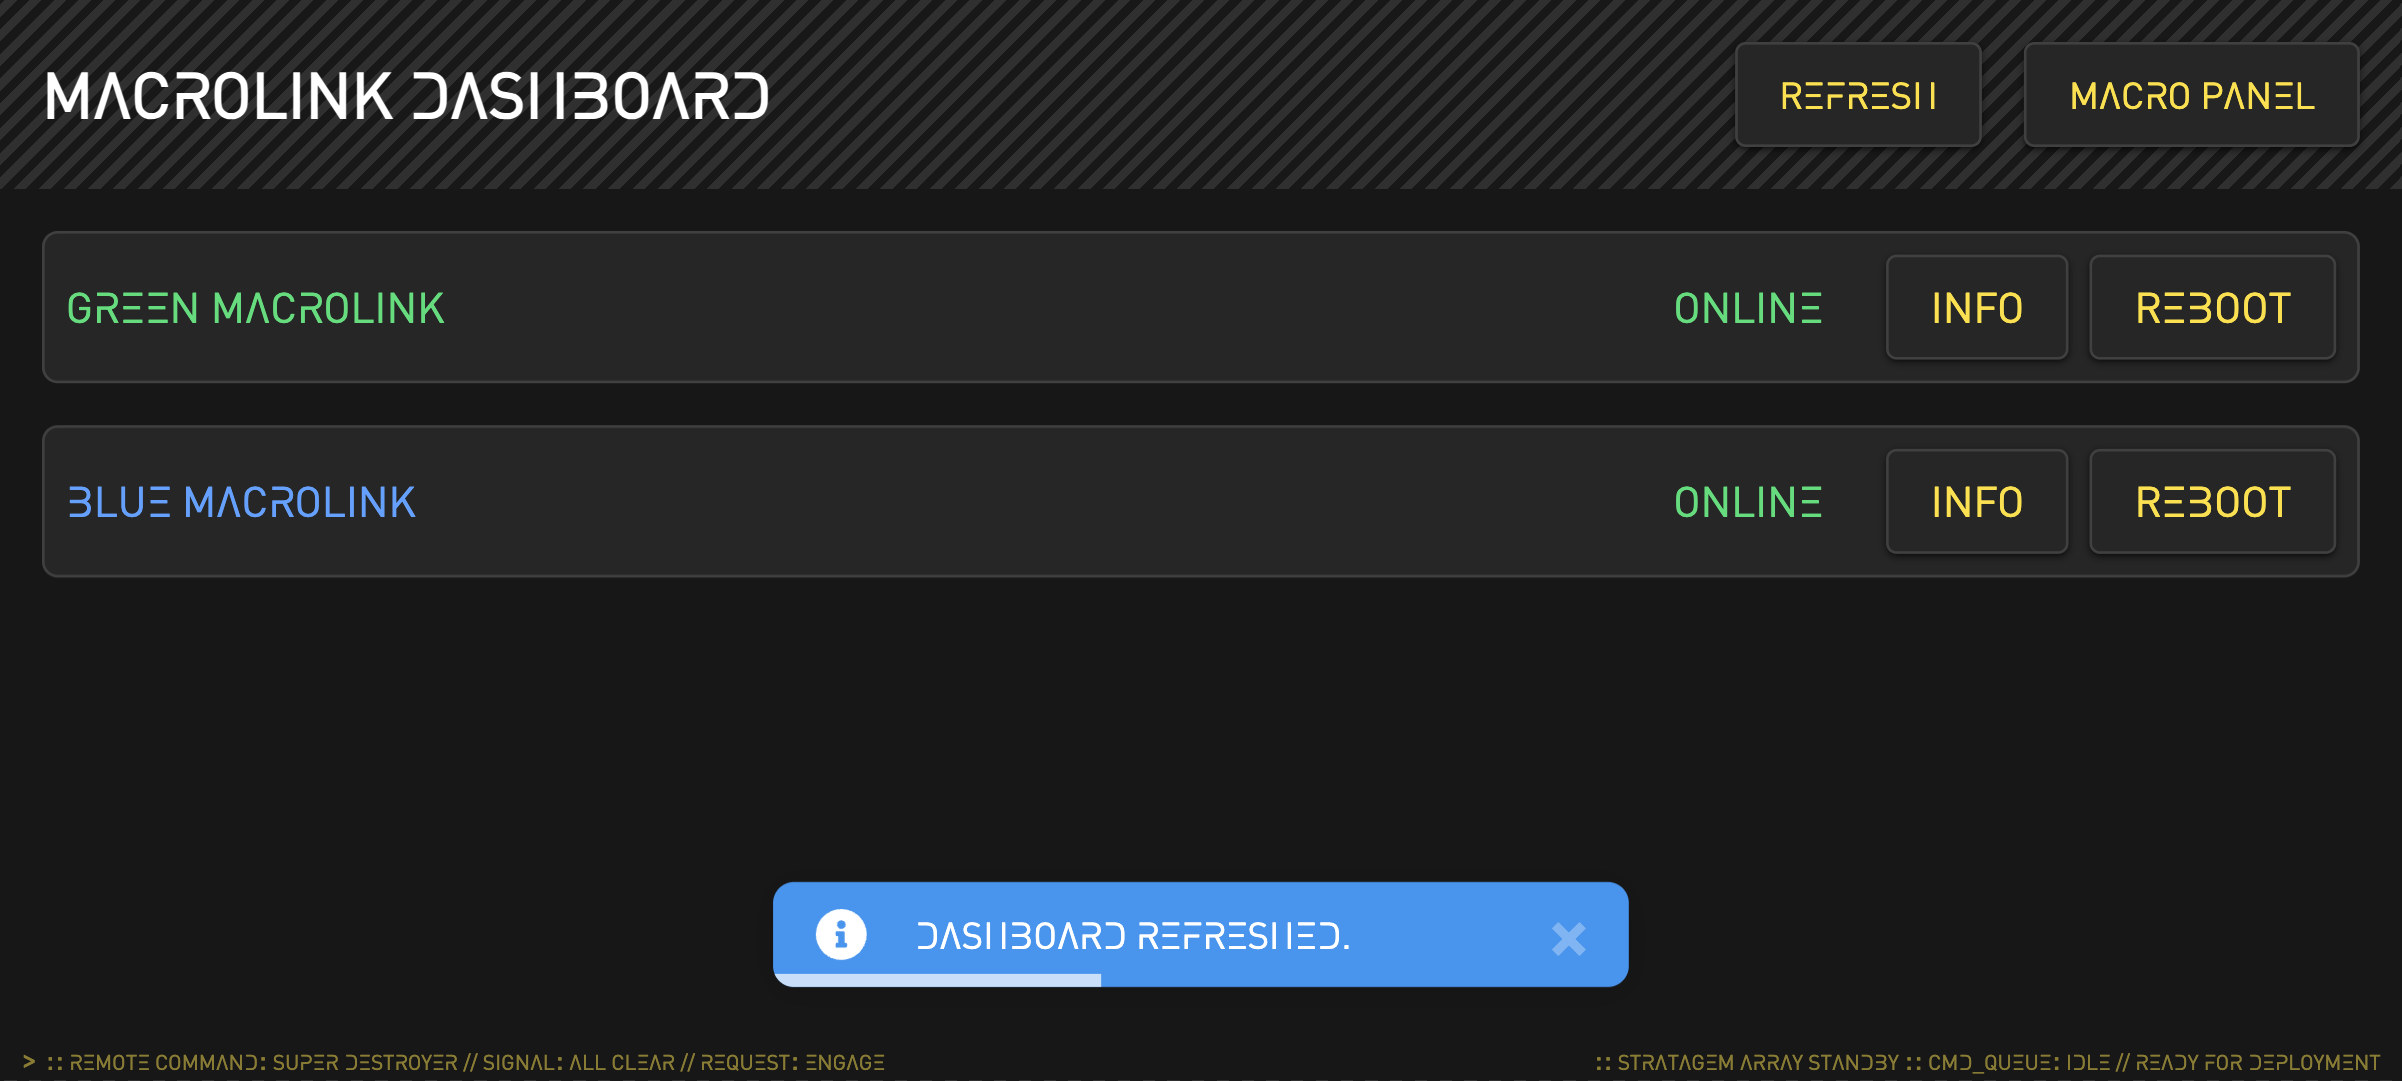 MACROLINK DASHBOARD
REFRESH
MACRO PANEL
GREEN MACROLINK
ONLINE
INFO
REBOOT
BLUE MACROLINK
ONLINE
INFO
REBOOT
DASHBOARD REFRESHED.
> :: REMOTE COMMAND: SUPER DESTROYER // SIGNAL: ALL CLEAR // REQUEST: ENGAGE
:: STRATAGEM ARRAY STANDBY :: CMD_QUEUE: IDLE // READY FOR DEPLOYMENT